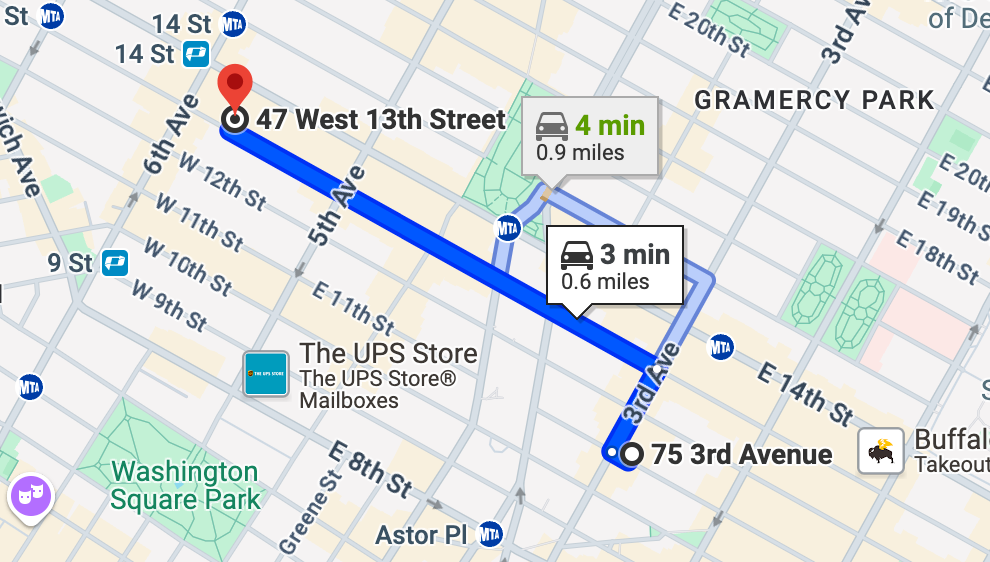 St
MTA
14 St
MTA
14 St
E 20th St
3rd Av
of De
GRAMERCY PARK
47 West 13th Street
4 min
0.9 miles
6th Ave
W 12th St
5th Ave
W 11th St
W 10th St
W 9th St
9 St
MTA
3 min
0.6 miles
E 20th
E 19th St
E 18th St
E 11th St
The UPS Store
The UPS Store®
Mailboxes
THE UPS STORE
3rd Ave
MTA
E 14th St
MTA
75 3rd Avenue
Buffal
Takeout
Washington
Square Park
E 8th St
Greene St
Astor Pl
MTA